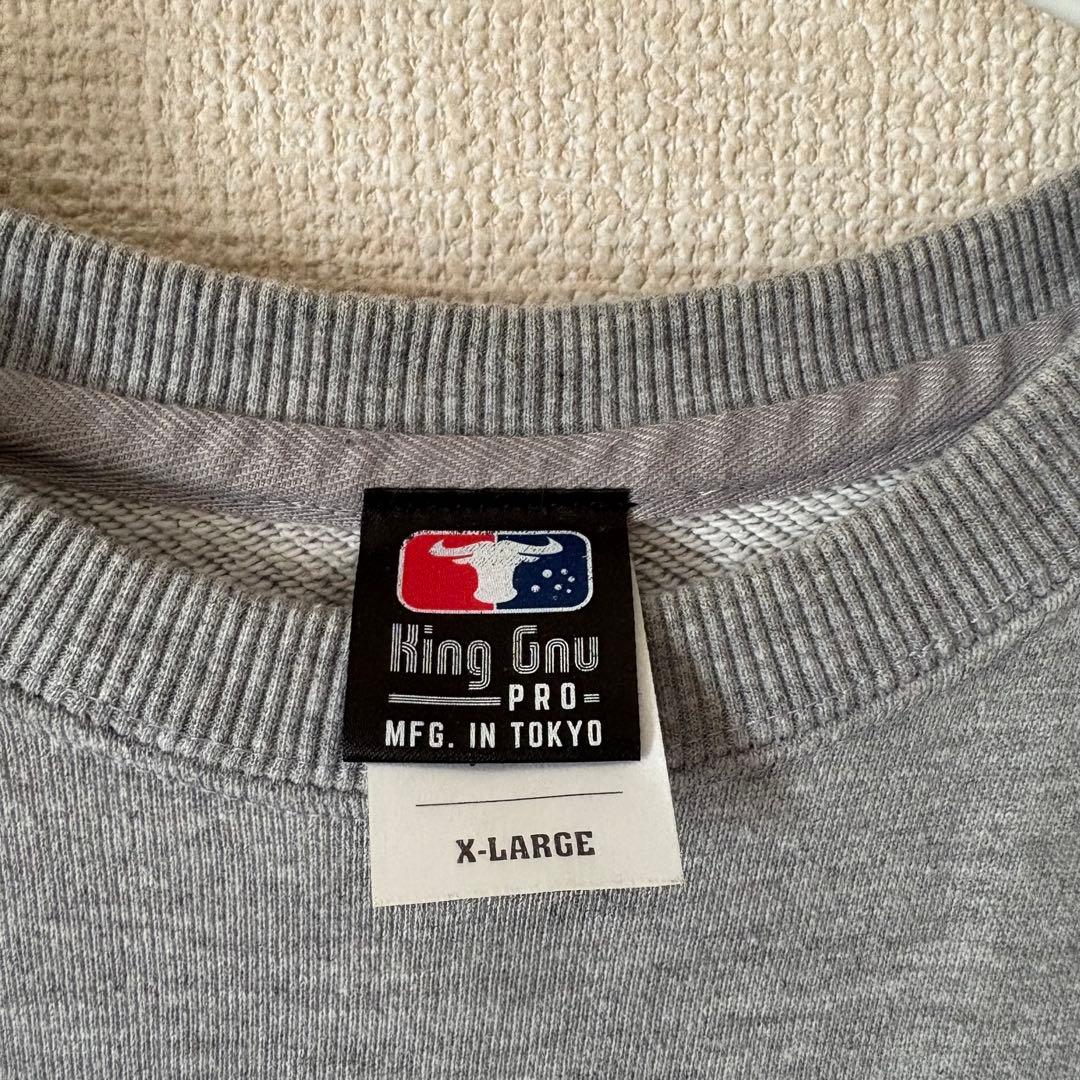 King Gnu
PRO
MFG. IN TOKYO
X-LARGE